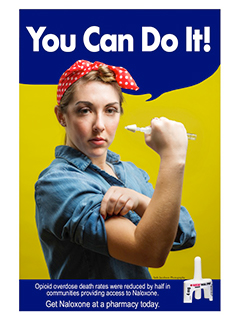 You Can Do It!
Opioid overdose death rates were reduced by half in
communities providing access to Naloxone.
Get Naloxone at a pharmacy today.